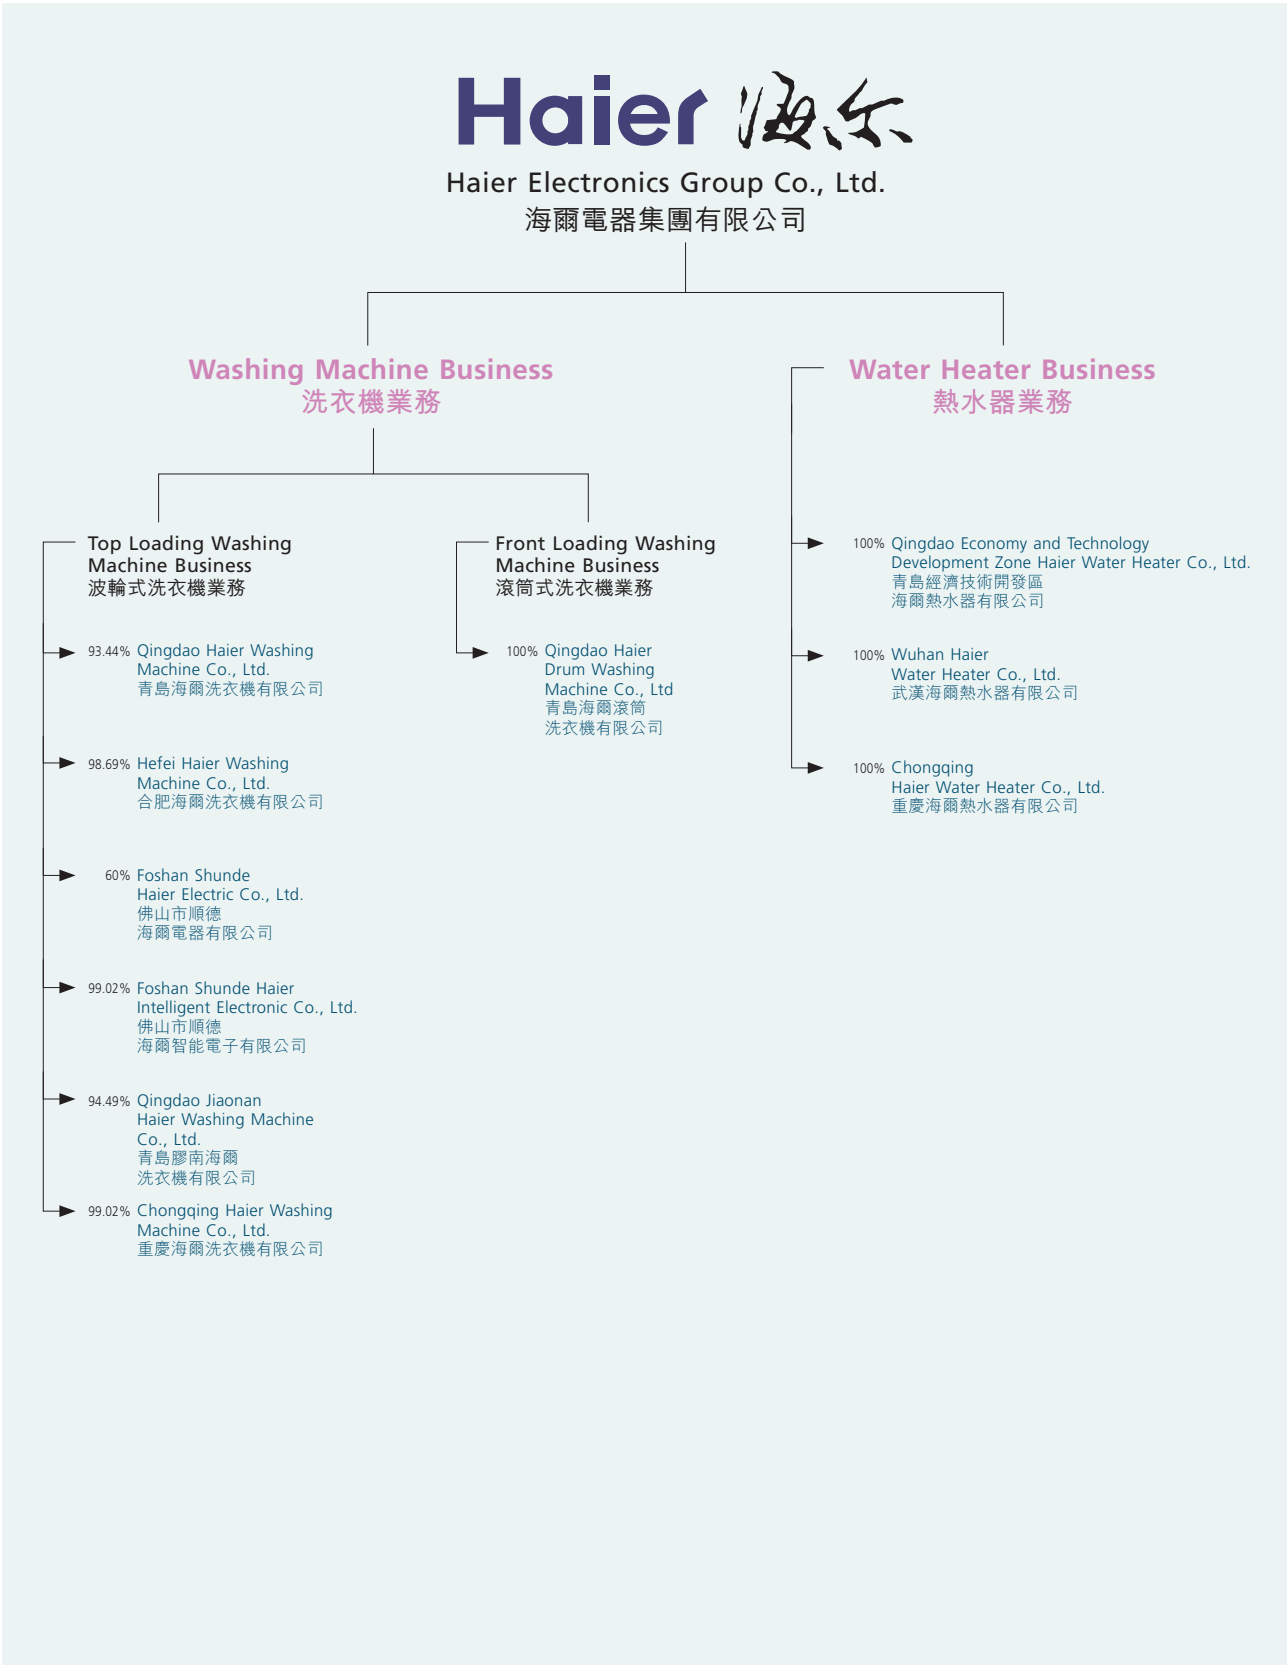 Haier 海尔
Haier Electronics Group Co., Ltd.
海爾電器集團有限公司
Washing Machine Business
洗衣機業務
Water Heater Business
熱水器業務
Top Loading Washing
Machine Business
波輪式洗衣機業務
93.44% Qingdao Haier Washing
Machine Co., Ltd.
青島海爾洗衣機有限公司
98.69% Hefei Haier Washing
Machine Co., Ltd.
合肥海爾洗衣機有限公司
60% Foshan Shunde
Haier Electric Co., Ltd.
佛山市順德
海爾電器有限公司
99.02% Foshan Shunde Haier
Intelligent Electronic Co., Ltd.
佛山市順德
海爾智能電子有限公司
94.49% Qingdao Jiaonan
Haier Washing Machine
Co., Ltd.
青島膠南海爾
洗衣機有限公司
99.02% Chongqing Haier Washing
Machine Co., Ltd.
重慶海爾洗衣機有限公司
Front Loading Washing
Machine Business
滾筒式洗衣機業務
100% Qingdao Haier
Drum Washing
Machine Co., Ltd
青島海爾滾筒
洗衣機有限公司
100% Qingdao Economy and Technology
Development Zone Haier Water Heater Co., Ltd.
青島經濟技術開發區
海爾熱水器有限公司
100% Wuhan Haier
Water Heater Co., Ltd.
武漢海爾熱水器有限公司
100% Chongqing
Haier Water Heater Co., Ltd.
重慶海爾熱水器有限公司